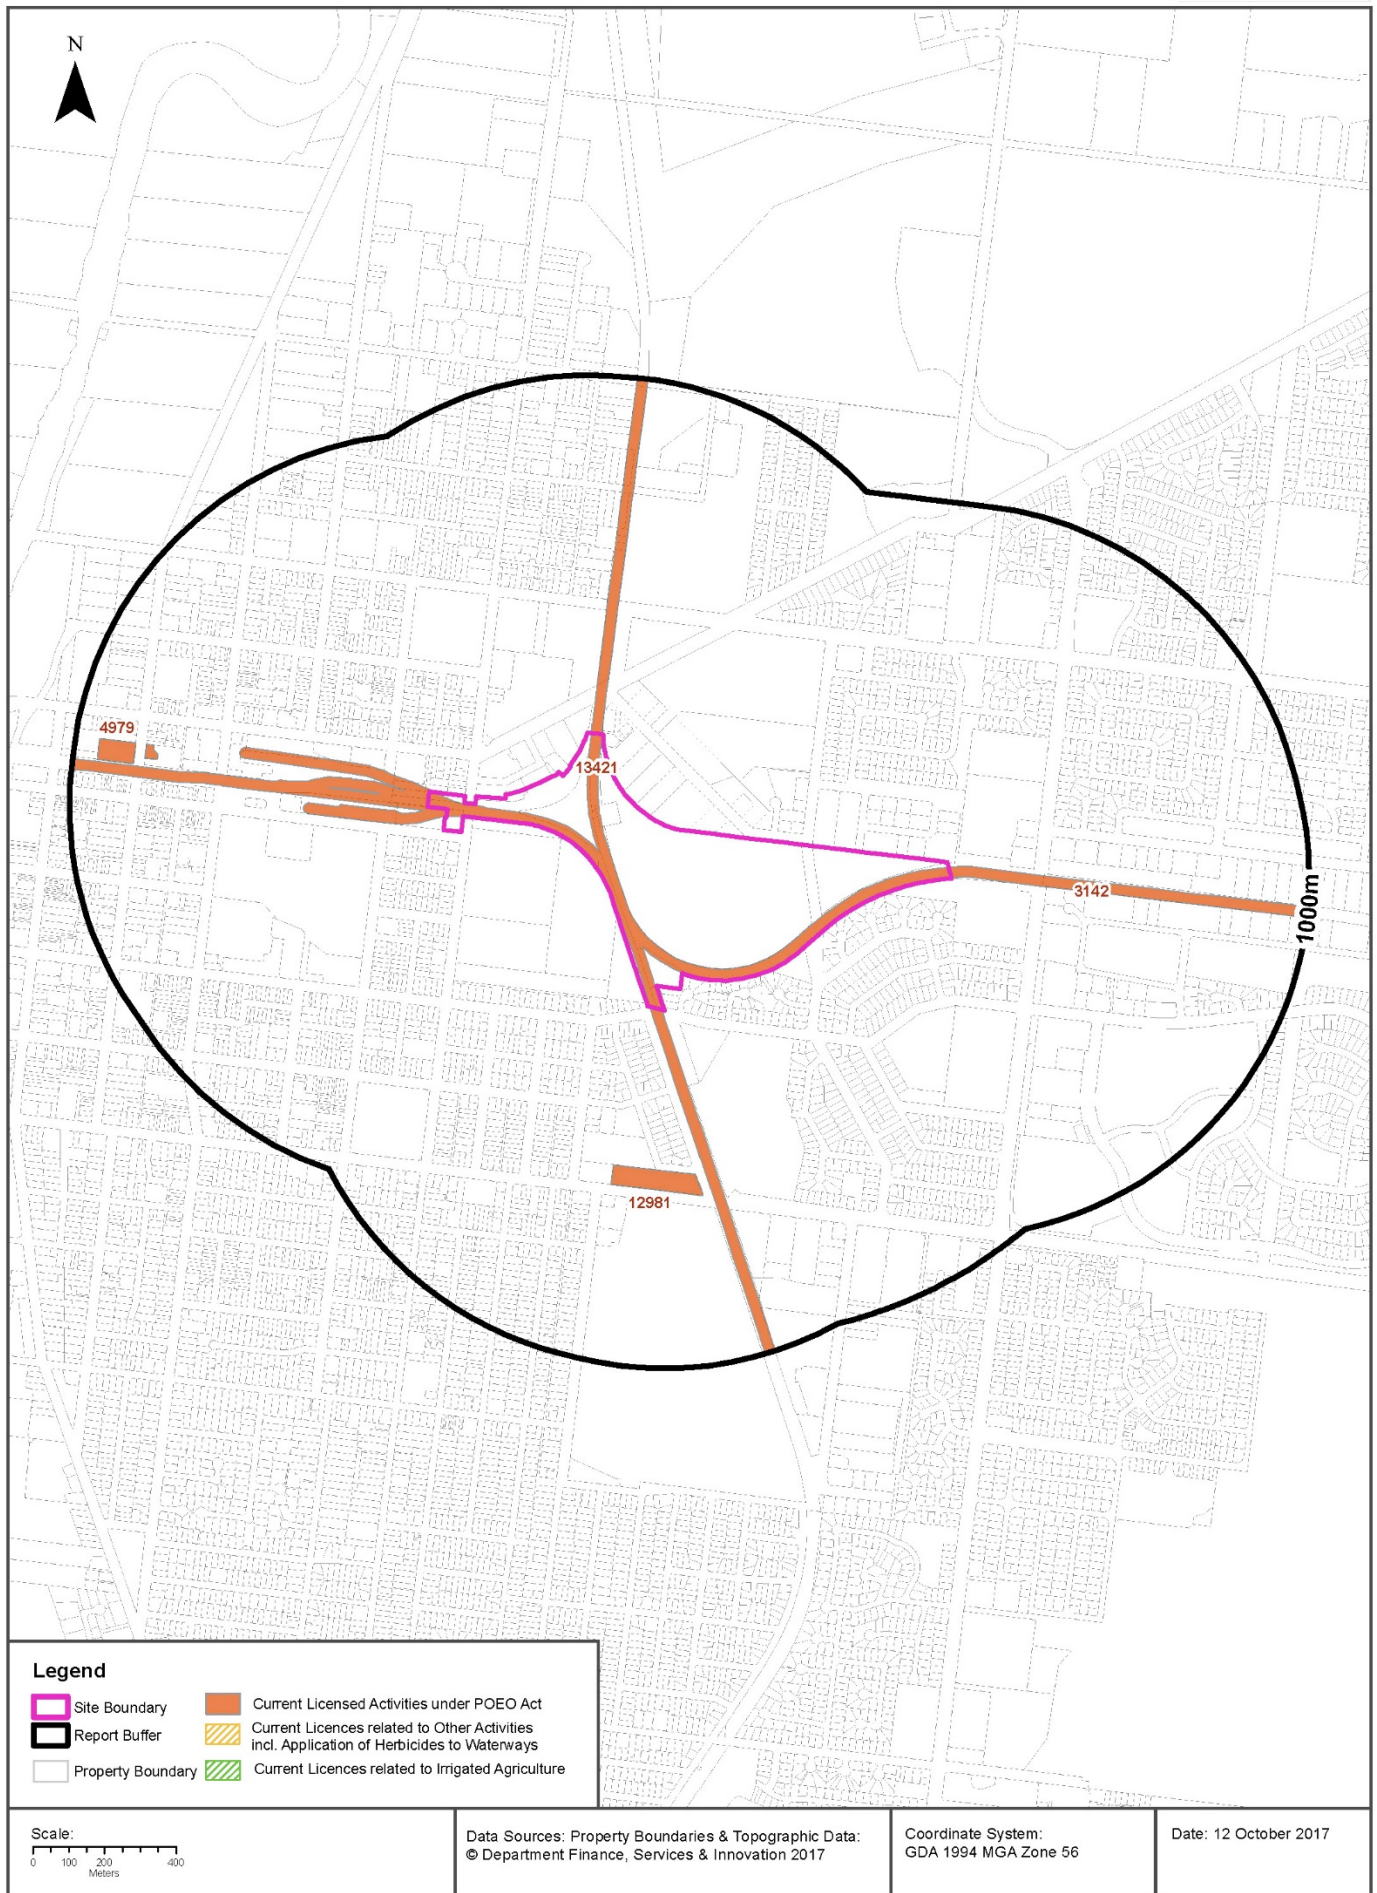 N
4979
13421
3142
1000m
12981
Legend
Site Boundary
Report Buffer
Property Boundary
Current Licensed Activities under POEO Act
Current Licences related to Other Activities
incl. Application of Herbicides to Waterways
Current Licences related to Irrigated Agriculture
Scale:
0 100 200 400
Meters
Data Sources: Property Boundaries & Topographic Data:
© Department Finance, Services & Innovation 2017
Coordinate System:
GDA 1994 MGA Zone 56
Date: 12 October 2017